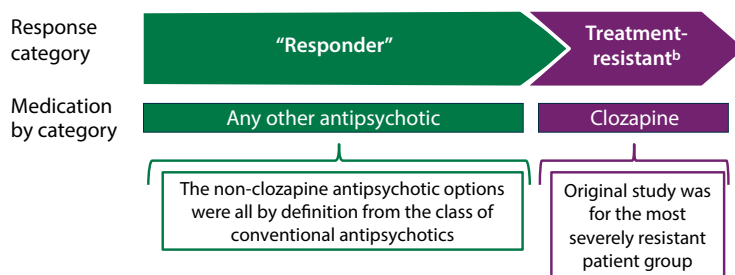 Response
category
“Responder”
Treatment-
resistantᵇ
Medication
by category
Any other antipsychotic
Clozapine
The non-clozapine antipsychotic options
were all by definition from the class of
conventional antipsychotics
Original study was
for the most
severely resistant
patient group